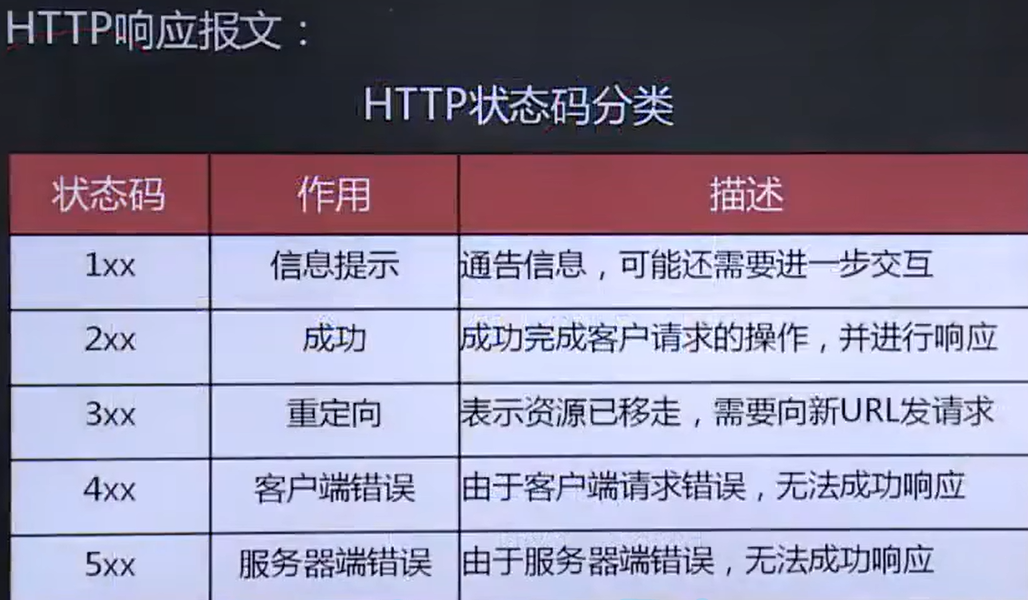 HTTP响应报文：
HTTP状态码分类
状态码 作用 描述
1xx 信息提示 通告信息，可能还需要进一步交互
2xx 成功 成功完成客户请求的操作，并进行响应
3xx 重定向 表示资源已移走，需要向新URL发请求
4xx 客户端错误 由于客户端请求错误，无法成功响应
5xx 服务器端错误 由于服务器端错误，无法成功响应